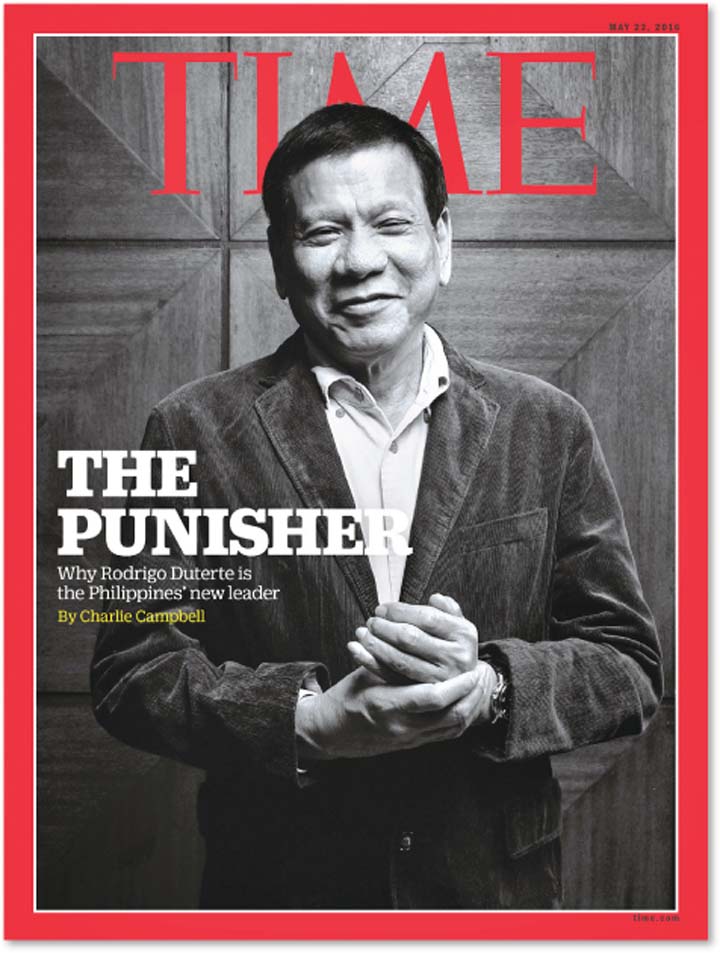 MAY 23, 2016
TIME
THE
PUNISHER
Why Rodrigo Duterte is
the Philippines' new leader
By Charlie Campbell
time.com